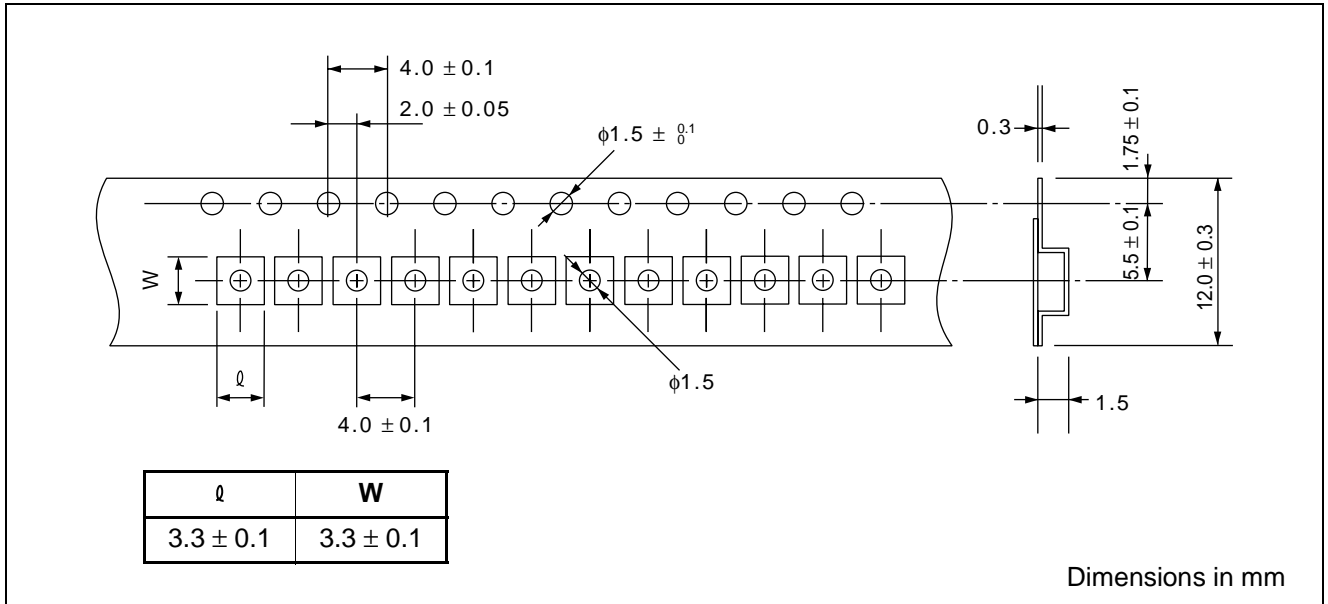 4.0 ± 0.1
2.0 ± 0.05
ϕ1.5 ± 0.1 0
0.3
1.75 ± 0.1
5.5 ± 0.1
12.0 ± 0.3
W
ℓ
4.0 ± 0.1
ϕ1.5
1.5
ℓ W
3.3 ± 0.1 3.3 ± 0.1
Dimensions in mm